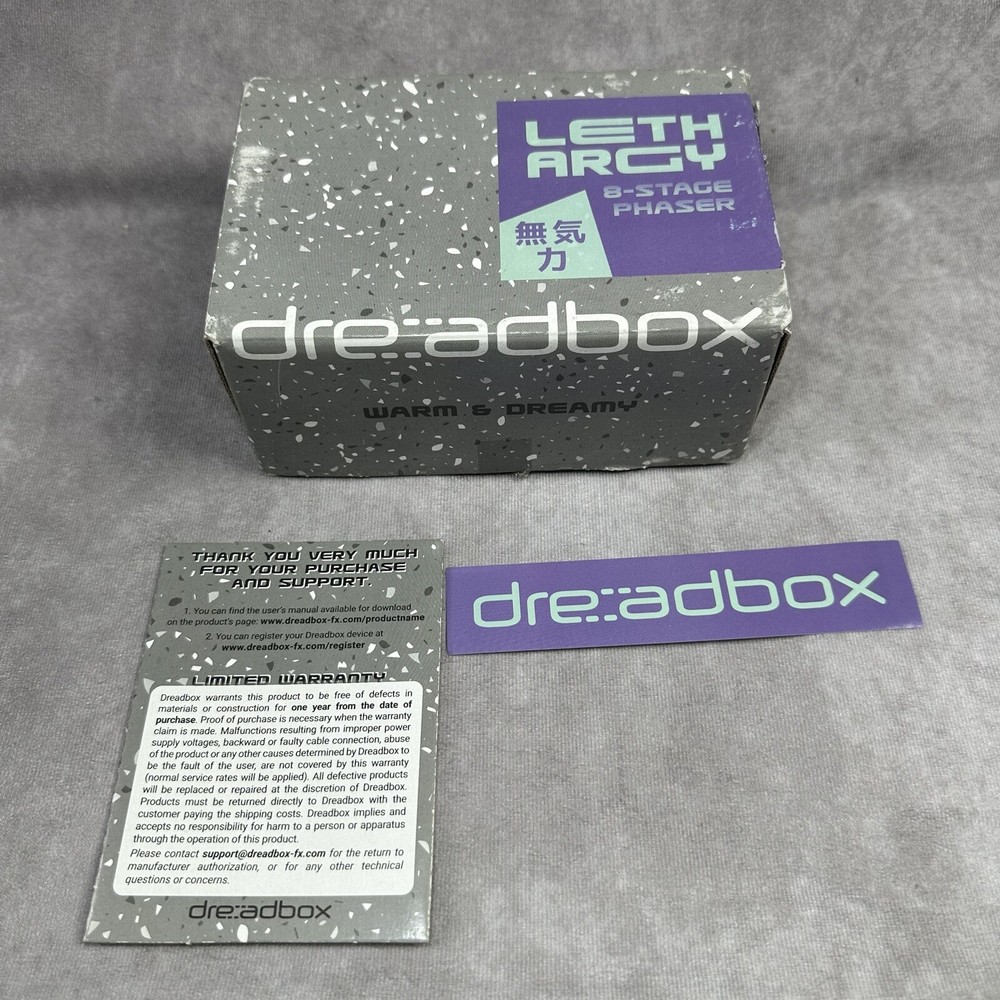 LETH
ARGY
8-STAGE
PHASER
無気
力
dreadbox
WARM & DREAMY
THANK YOU VERY MUCH
FOR YOUR PURCHASE
AND SUPPORT.
1. You can find the user's manual available for download
on the product's page: www.dreadbox-fx.com/productname
2. You can register your Dreadbox device at
www.dreadbox-fx.com/register
LIMITED WARRANTY
Dreadbox warrants this product to be free of defects in
materials or construction for one year from the date of
purchase. Proof of purchase is necessary when the warranty
claim is made. Malfunctions resulting from improper power
supply voltages, backward or faulty cable connection, abuse
of the product or any other causes determined by Dreadbox to
be the fault of the user, are not covered by this warranty
(normal service rates will be applied). All defective products
will be replaced or repaired at the discretion of Dreadbox.
Products must be returned directly to Dreadbox with the
customer paying the shipping costs. Dreadbox implies and
accepts no responsibility for harm to a person or apparatus
through the operation of this product.
Please contact support@dreadbox-fx.com for the return to
manufacturer authorization, or for any other technical
questions or concerns.
dreadbox
dreadbox